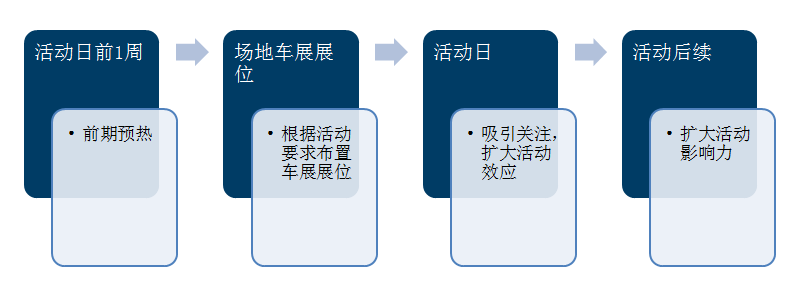 活动日前1周
• 前期预热
场地车展展
位
• 根据活动
要求布置
车展展位
活动日
• 吸引关注，
扩大活动
效应
活动后续
• 扩大活动
影响力